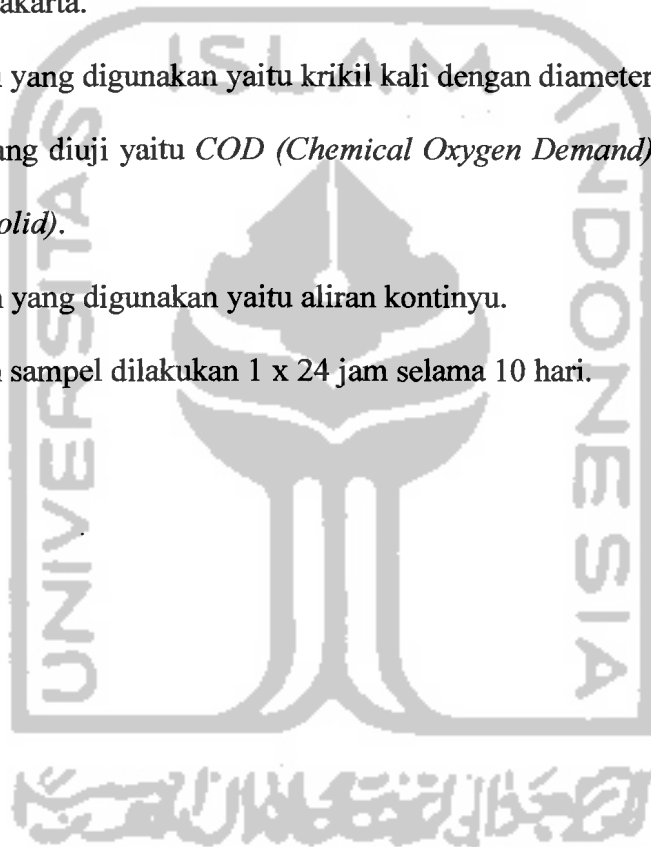 akarta.
yang digunakan yaitu krikil kali dengan diameter
ang diuji yaitu COD (Chemical Oxygen Demand)
olid).
yang digunakan yaitu aliran kontinyu.
sampel dilakukan 1 x 24 jam selama 10 hari.
ISLAM
UNIVERSITAS
INDONESIA